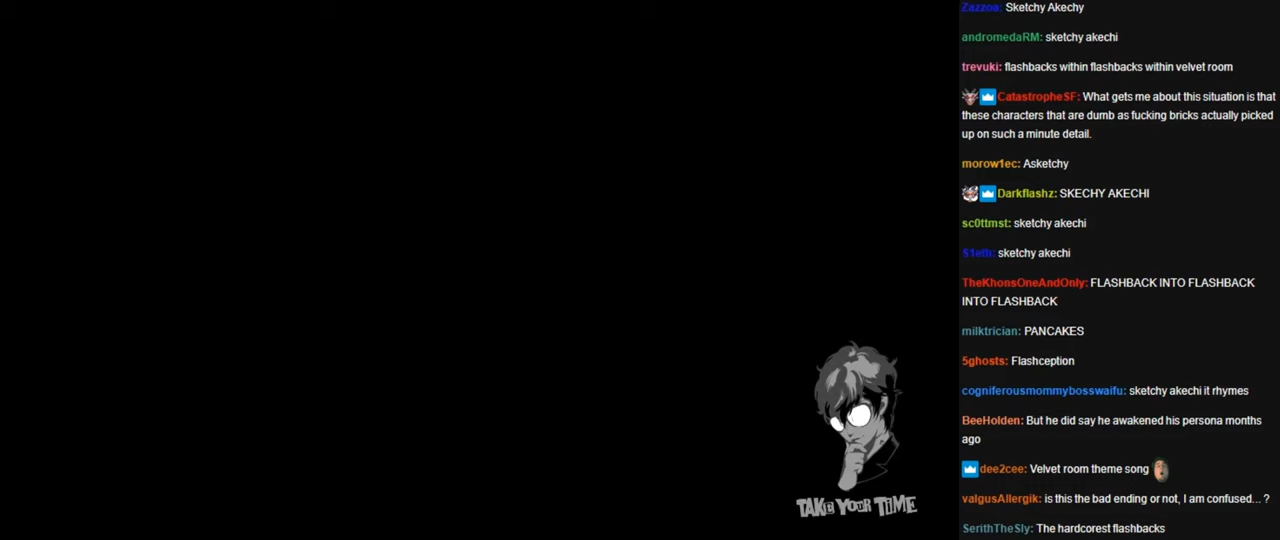 Zazzoa: Sketchy Akechy
andromedaRM: sketchy akechi
trevuki: flashbacks within flashbacks within velvet room
CatastropheSF: What gets me about this situation is that
these characters that are dumb as fucking bricks actually picked
up on such a minute detail.
morow1ec: Asketchy
Darkflashz: SKECHY AKECHI
sc0ttmst: sketchy akechi
S1eth: sketchy akechi
TheKhonsOneAndOnly: FLASHBACK INTO FLASHBACK
INTO FLASHBACK
milktrician: PANCAKES
5ghosts: Flashception
cogniferousmommybosswaifu: sketchy akechi it rhymes
BeeHolden: But he did say he awakened his persona months
ago
dee2cee: Velvet room theme song
valgusAllergik: is this the bad ending or not, I am confused... ?
SerithTheSly: The hardcorest flashbacks
TAKE YOUR TIME